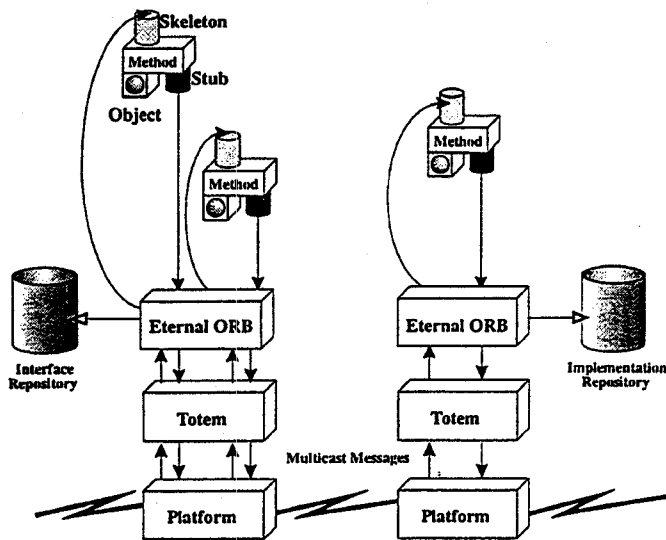 Skeleton
Method
Stub
Object
Method
Method
Eternal ORB
Eternal ORB
Interface
Repository
Implementation
Repository
Totem
Totem
Multicast Messages
Platform
Platform